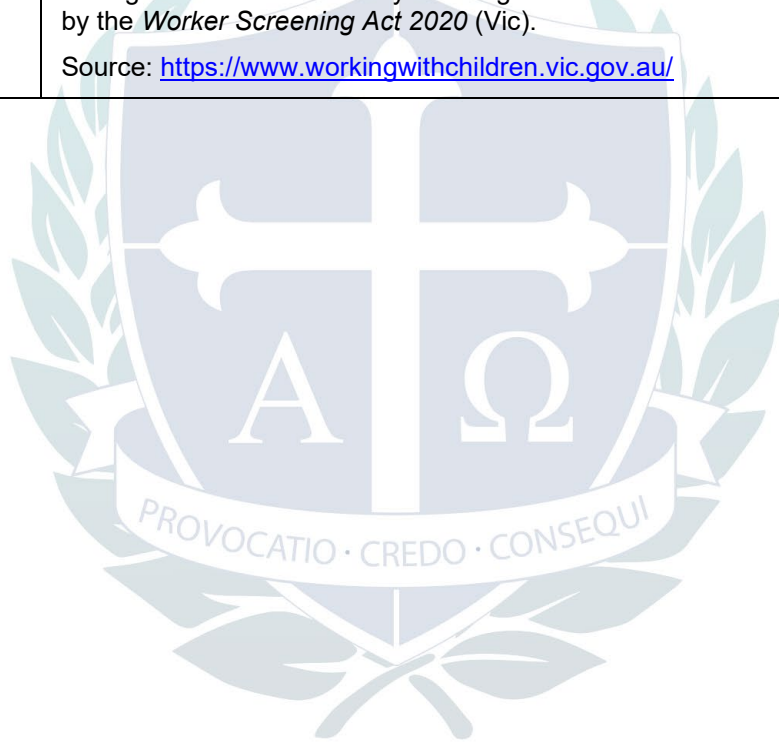 by the Worker Screening Act 2020 (Vic).
Source: https://www.workingwithchildren.vic.gov.au/
Α Ω
PROVOCATIO · CREDO · CONSEQUI